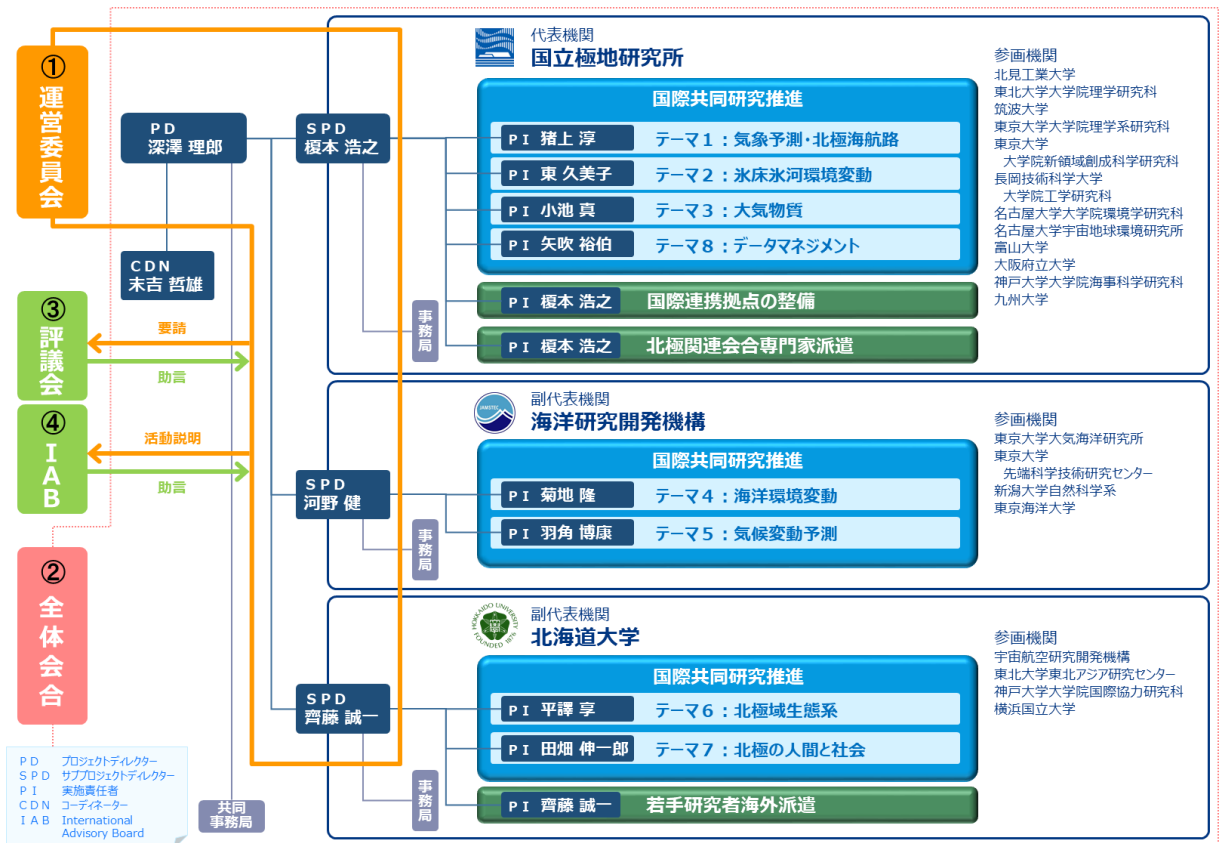 ①
運営委員会
③
評議会
④
IAB
②
全体会合
要請
助言
活動説明
助言
PD
深澤 理郎
CDN
末吉 哲雄
共同
事務局
PD プロジェクトディレクター
SPD サブプロジェクトディレクター
PI 実施責任者
CDN コーディネーター
IAB International
Advisory Board
代表機関
国立極地研究所
SPD
榎本 浩之
事務局
国際共同研究推進
PI 猪上 淳 テーマ1：気象予測・北極海航路
PI 東 久美子 テーマ2：氷床氷河環境変動
PI 小池 真 テーマ3：大気物質
PI 矢吹 裕伯 テーマ8：データマネジメント
PI 榎本 浩之 国際連携拠点の整備
PI 榎本 浩之 北極関連会合専門家派遣
参画機関
北見工業大学
東北大学大学院理学研究科
筑波大学
東京大学大学院理学系研究科
東京大学
大学院新領域創成科学研究科
長岡技術科学大学
大学院工学研究科
名古屋大学大学院環境学研究科
名古屋大学宇宙地球環境研究所
富山大学
大阪府立大学
神戸大学大学院海事科学研究科
九州大学
JAMSTEC
副代表機関
海洋研究開発機構
SPD
河野 健
事務局
国際共同研究推進
PI 菊地 隆 テーマ4：海洋環境変動
PI 羽角 博康 テーマ5：気候変動予測
参画機関
東京大学大気海洋研究所
東京大学
先端科学技術研究センター
新潟大学自然科学系
東京海洋大学
HOKKAIDO UNIVERSITY
FOUNDED 1876
副代表機関
北海道大学
SPD
齊藤 誠一
事務局
国際共同研究推進
PI 平譯 享 テーマ6：北極域生態系
PI 田畑 伸一郎 テーマ7：北極の人間と社会
PI 齊藤 誠一 若手研究者海外派遣
参画機関
宇宙航空研究開発機構
東北大学東北アジア研究センター
神戸大学大学院国際協力研究科
横浜国立大学